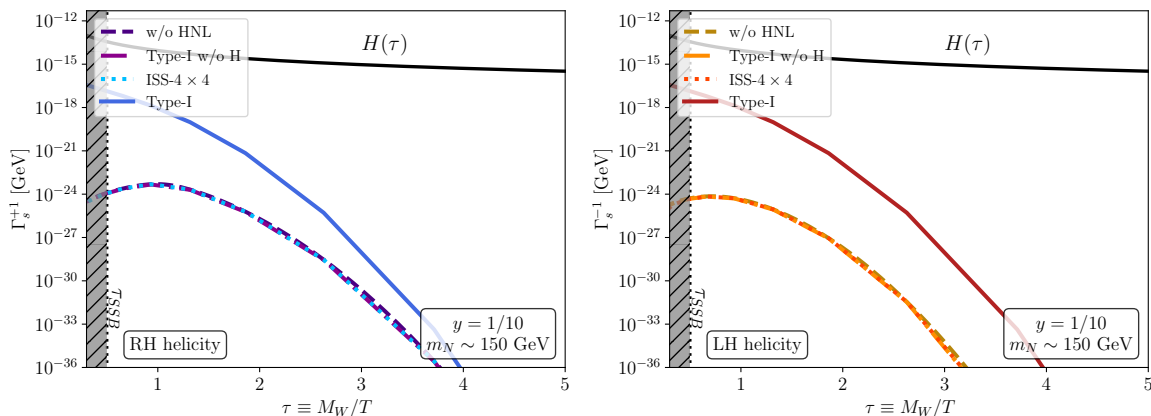 10^{-12}
10^{-15}
10^{-18}
10^{-21}
10^{-24}
10^{-27}
10^{-30}
10^{-33}
10^{-36}
Γ_s^{+1} [GeV]
w/o HNL
Type-I w/o H
ISS-4 × 4
Type-I
H(τ)
τ_SSB
RH helicity
y = 1/10
m_N ∼ 150 GeV
1 2 3 4 5
τ ≡ M_W/T
10^{-12}
10^{-15}
10^{-18}
10^{-21}
10^{-24}
10^{-27}
10^{-30}
10^{-33}
10^{-36}
Γ_s^{-1} [GeV]
w/o HNL
Type-I w/o H
ISS-4 × 4
Type-I
H(τ)
τ_SSB
LH helicity
y = 1/10
m_N ∼ 150 GeV
1 2 3 4 5
τ ≡ M_W/T